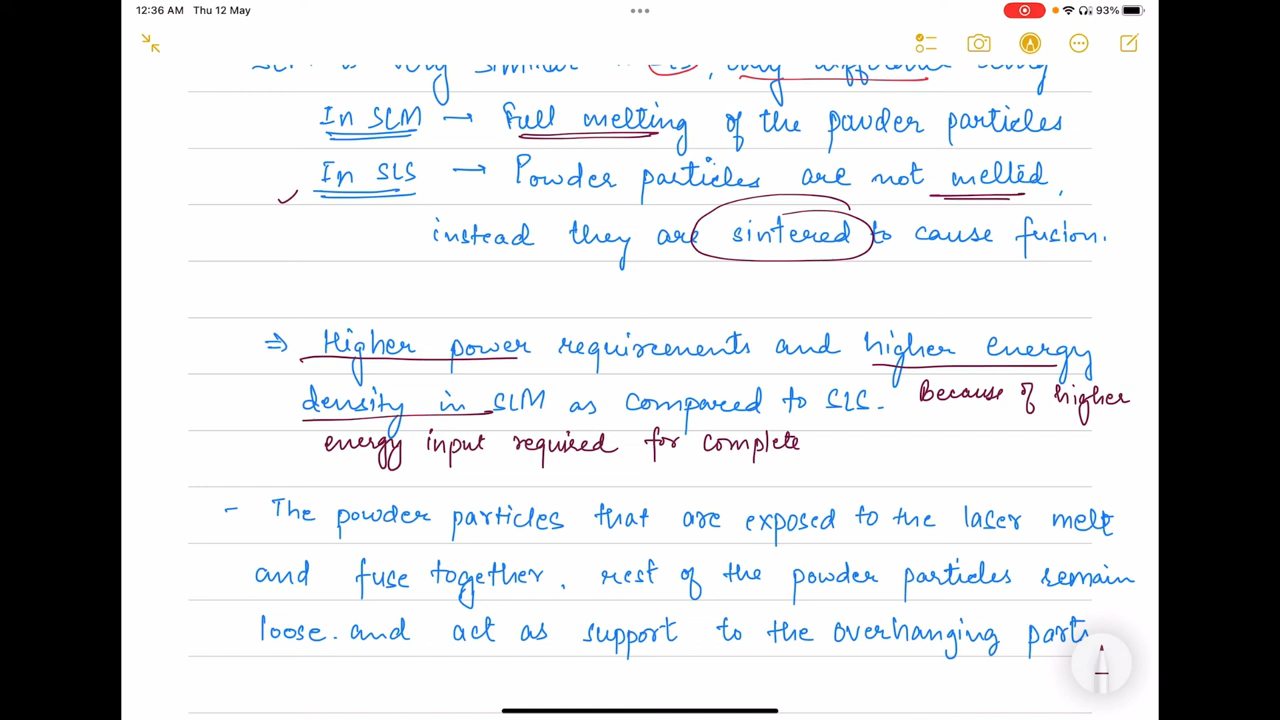 12:36 AM Thu 12 May
93%
is very similar
In SLM → Full melting of the powder particles
In SLS → Powder particles are not melted,
instead they are sintered to cause fusion.
⇒ Higher power requirements and higher energy
density in SLM as compared to SLS. Because of higher
energy input required for complete
- The powder particles that are exposed to the laser melt
and fuse together. rest of the powder particles remain
loose. and act as support to the overhanging part